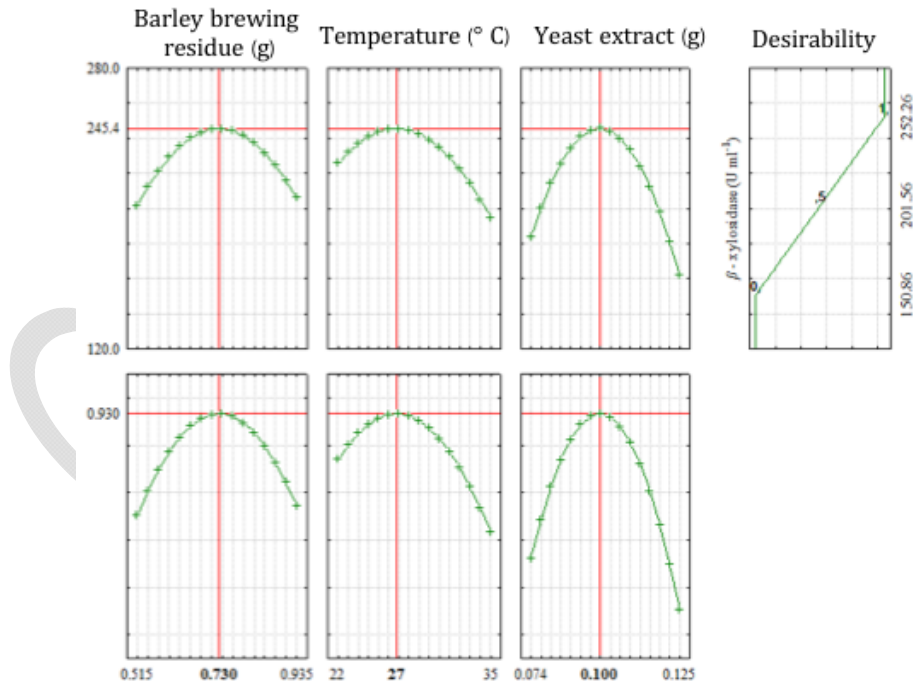 Barley brewing
residue (g)
Temperature (° C)
Yeast extract (g)
Desirability
280.0
245.4
120.0
1,
.5
0,
β - xylosidase (U ml⁻¹)
252.26
201.56
150.86
0.930
0.515 0.730 0.935
22 27 35
0.074 0.100 0.125